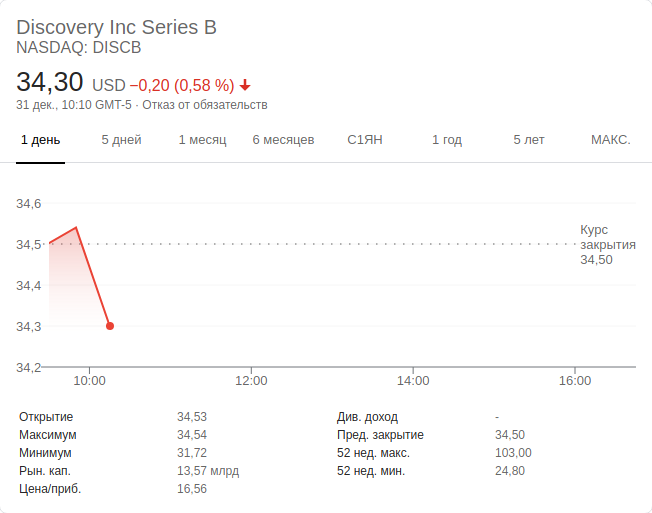 Discovery Inc Series B
NASDAQ: DISCB
34,30 USD −0,20 (0,58 %)
31 дек., 10:10 GMT-5 · Отказ от обязательств
1 день 5 дней 1 месяц 6 месяцев С1ЯН 1 год 5 лет МАКС.
34,6
Курс
34,5 закрытия
34,50
34,4
34,3
34,2
10:00 12:00 14:00 16:00
Открытие 34,53 Див. доход -
Максимум 34,54 Пред. закрытие 34,50
Минимум 31,72 52 нед. макс. 103,00
Рын. кап. 13,57 млрд 52 нед. мин. 24,80
Цена/приб. 16,56